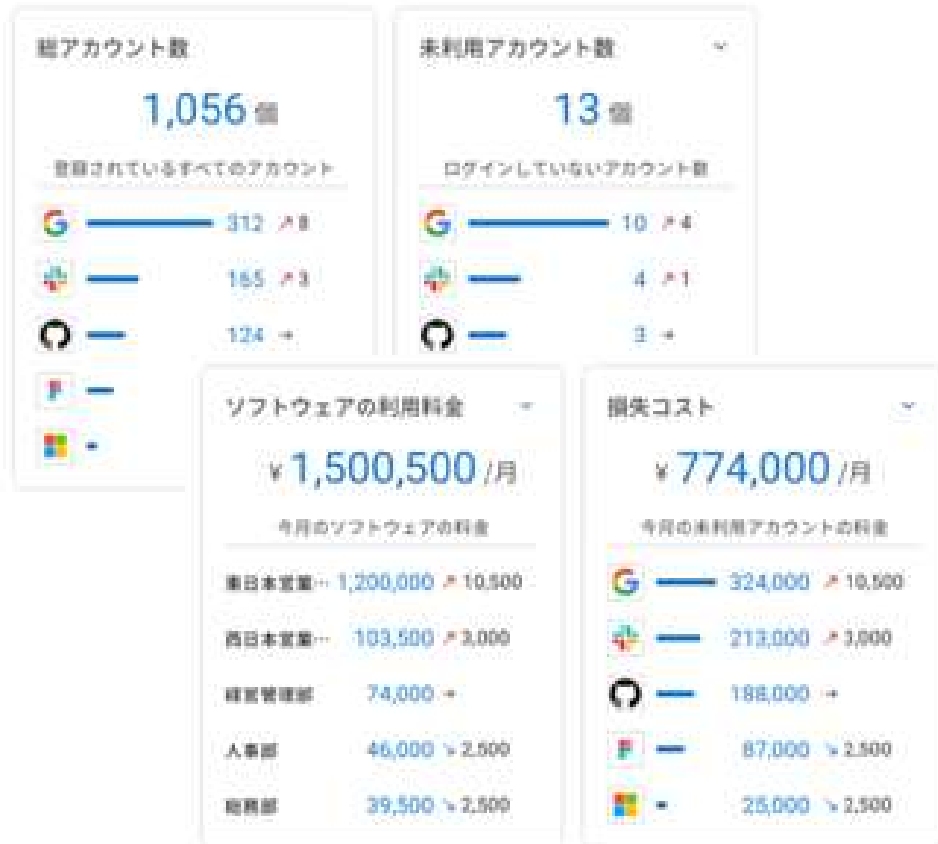 総アカウント数
1,056 個
登録されているすべてのアカウント
312 ↗ 8
165 ↗ 3
124 →
未利用アカウント数
13 個
ログインしていないアカウント数
10 ↗ 4
4 ↗ 1
3 →
ソフトウェアの利用料金
¥ 1,500,500 /月
今月のソフトウェアの料金
東日本営業… 1,200,000 ↗ 10,500
西日本営業… 103,500 ↗ 3,000
経営管理部 74,000 →
人事部 46,000 ↘ 2,500
総務部 39,500 ↘ 2,500
損失コスト
¥ 774,000 /月
今月の未利用アカウントの料金
324,000 ↗ 10,500
213,000 ↗ 3,000
188,000 →
87,000 ↘ 2,500
25,000 ↘ 2,500